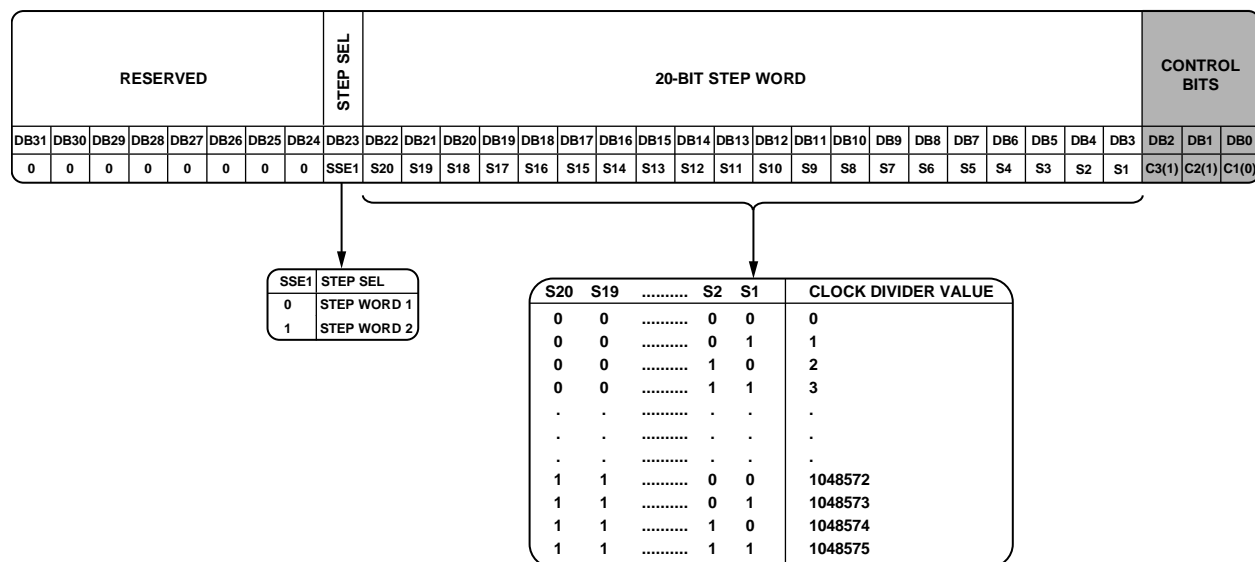 RESERVED
STEP SEL
20-BIT STEP WORD
CONTROL
BITS
DB31 DB30 DB29 DB28 DB27 DB26 DB25 DB24 DB23 DB22 DB21 DB20 DB19 DB18 DB17 DB16 DB15 DB14 DB13 DB12 DB11 DB10 DB9 DB8 DB7 DB6 DB5 DB4 DB3 DB2 DB1 DB0
0 0 0 0 0 0 0 0 SSE1 S20 S19 S18 S17 S16 S15 S14 S13 S12 S11 S10 S9 S8 S7 S6 S5 S4 S3 S2 S1 C3(1) C2(1) C1(0)
SSE1 STEP SEL
0 STEP WORD 1
1 STEP WORD 2
S20 S19 .......... S2 S1 CLOCK DIVIDER VALUE
0 0 .......... 0 0 0
0 0 .......... 0 1 1
0 0 .......... 1 0 2
0 0 .......... 1 1 3
. . .......... . . .
. . .......... . . .
. . .......... . . .
1 1 .......... 0 0 1048572
1 1 .......... 0 1 1048573
1 1 .......... 1 0 1048574
1 1 .......... 1 1 1048575